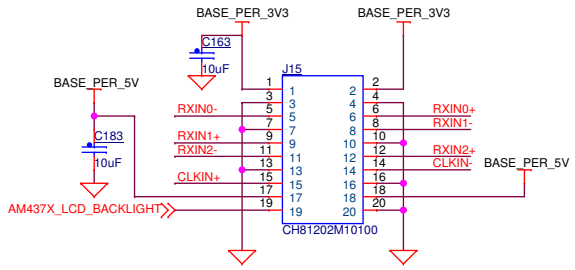 BASE_PER_3V3 BASE_PER_3V3
C163
10uF
J15
BASE_PER_5V
C183
10uF
1 1 2 2
3 3 4 4
RXIN0- 5 5 6 6 RXIN0+
7 7 8 8 RXIN1-
RXIN1+ 9 9 10 10
RXIN2- 11 11 12 12 RXIN2+
13 13 14 14 CLKIN-
BASE_PER_5V
CLKIN+ 15 15 16 16
17 17 18 18
AM437X_LCD_BACKLIGHT 19 19 20 20
CH81202M10100